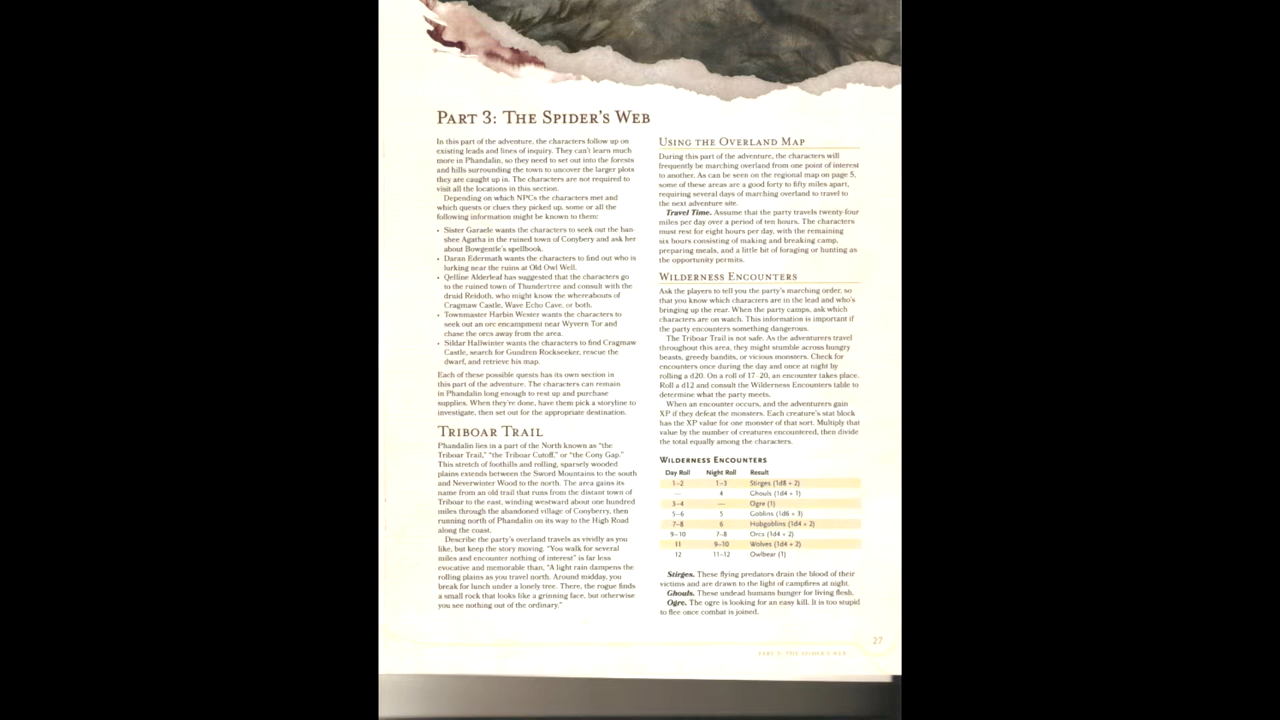 PART 3: THE SPIDER'S WEB
In this part of the adventure, the characters follow up on
existing leads and lines of inquiry. They can't learn much
more in Phandalin, so they need to set out into the forests
and hills surrounding the town to uncover the larger plots
they are caught up in. The characters are not required to
visit all the locations in this section.
Depending on which NPCs the characters met and
which quests or clues they picked up, some or all the
following information might be known to them:
• Sister Garaele wants the characters to seek out the ban-
shee Agatha in the ruined town of Conybery and ask her
about Bowgentle's spellbook.
• Daran Edermath wants the characters to find out who is
lurking near the ruins at Old Owl Well.
• Qelline Alderleaf has suggested that the characters go
to the ruined town of Thundertree and consult with the
druid Reidoth, who might know the whereabouts of
Cragmaw Castle, Wave Echo Cave, or both.
• Townmaster Harbin Wester wants the characters to
seek out an orc encampment near Wyvern Tor and
chase the orcs away from the area.
• Sildar Hallwinter wants the characters to find Cragmaw
Castle, search for Gundren Rockseeker, rescue the
dwarf, and retrieve his map.
Each of these possible quests has its own section in
this part of the adventure. The characters can remain
in Phandalin long enough to rest up and purchase
supplies. When they're done, have them pick a storyline to
investigate, then set out for the appropriate destination.
TRIBOAR TRAIL
Phandalin lies in a part of the North known as "the
Triboar Trail," "the Triboar Cutoff," or "the Cony Gap."
This stretch of foothills and rolling, sparsely wooded
plains extends between the Sword Mountains to the south
and Neverwinter Wood to the north. The area gains its
name from an old trail that runs from the distant town of
Triboar to the east, winding westward about one hundred
miles through the abandoned village of Conyberry, then
running north of Phandalin on its way to the High Road
along the coast.
Describe the party's overland travels as vividly as you
like, but keep the story moving. "You walk for several
miles and encounter nothing of interest" is far less
evocative and memorable than, "A light rain dampens the
rolling plains as you travel north. Around midday, you
break for lunch under a lonely tree. There, the rogue finds
a small rock that looks like a grinning face, but otherwise
you see nothing out of the ordinary."
USING THE OVERLAND MAP
During this part of the adventure, the characters will
frequently be marching overland from one point of interest
to another. As can be seen on the regional map on page 5,
some of these areas are a good forty to fifty miles apart,
requiring several days of marching overland to travel to
the next adventure site.
Travel Time. Assume that the party travels twenty-four
miles per day over a period of ten hours. The characters
must rest for eight hours per day, with the remaining
six hours consisting of making and breaking camp,
preparing meals, and a little bit of foraging or hunting as
the opportunity permits.
WILDERNESS ENCOUNTERS
Ask the players to tell you the party's marching order, so
that you know which characters are in the lead and who's
bringing up the rear. When the party camps, ask which
characters are on watch. This information is important if
the party encounters something dangerous.
The Triboar Trail is not safe. As the adventurers travel
throughout this area, they might stumble across hungry
beasts, greedy bandits, or vicious monsters. Check for
encounters once during the day and once at night by
rolling a d20. On a roll of 17-20, an encounter takes place.
Roll a d12 and consult the Wilderness Encounters table to
determine what the party meets.
When an encounter occurs, and the adventurers gain
XP if they defeat the monsters. Each creature's stat block
has the XP value for one monster of that sort. Multiply that
value by the number of creatures encountered, then divide
the total equally among the characters.
WILDERNESS ENCOUNTERS
Day Roll Night Roll Result
1–2 1–3 Stirges (1d8 + 2)
— 4 Ghouls (1d4 + 1)
3–4 — Ogre (1)
5–6 5 Goblins (1d6 + 3)
7–8 6 Hobgoblins (1d4 + 2)
9–10 7–8 Orcs (1d4 + 2)
11 9–10 Wolves (1d4 + 2)
12 11–12 Owlbear (1)
Stirges. These flying predators drain the blood of their
victims and are drawn to the light of campfires at night.
Ghouls. These undead humans hunger for living flesh.
Ogre. The ogre is looking for an easy kill. It is too stupid
to flee once combat is joined.
27
PART 3: THE SPIDER'S WEB